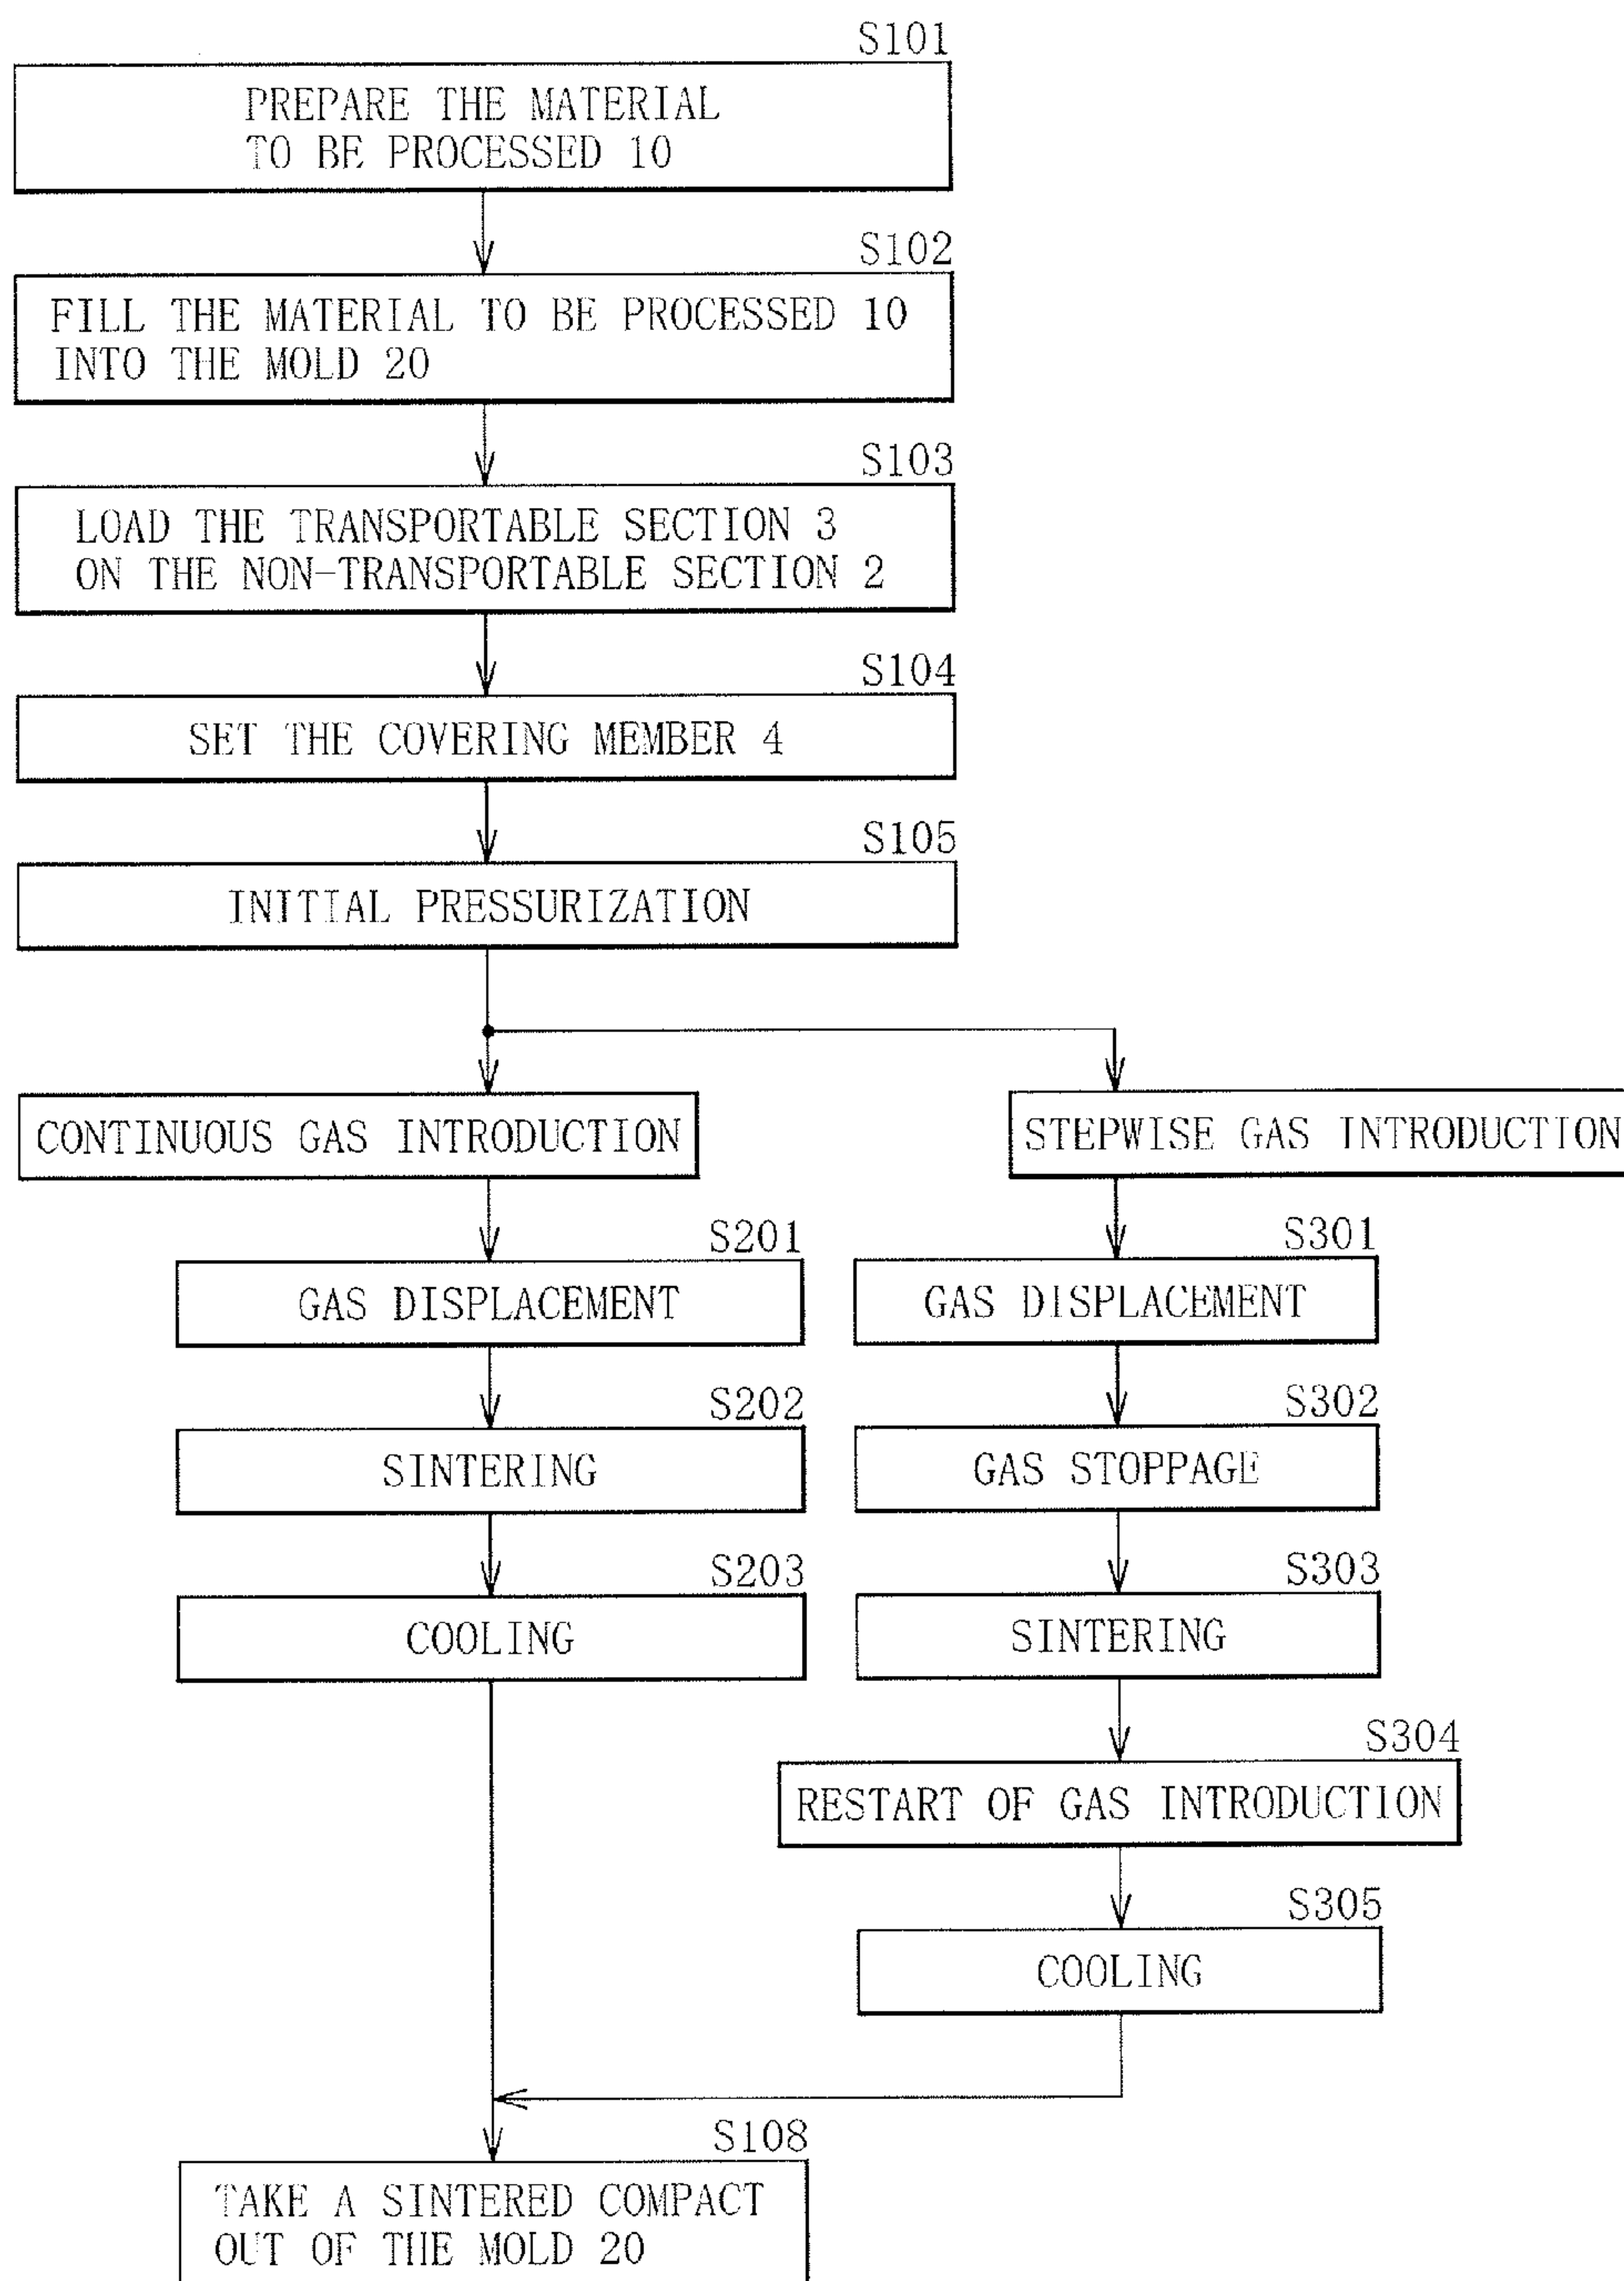 S101
PREPARE THE MATERIAL
TO BE PROCESSED 10
S102
FILL THE MATERIAL TO BE PROCESSED 10
INTO THE MOLD 20
S103
LOAD THE TRANSPORTABLE SECTION 3
ON THE NON-TRANSPORTABLE SECTION 2
S104
SET THE COVERING MEMBER 4
S105
INITIAL PRESSURIZATION
CONTINUOUS GAS INTRODUCTION
STEPWISE GAS INTRODUCTION
S201
GAS DISPLACEMENT
S202
SINTERING
S203
COOLING
S301
GAS DISPLACEMENT
S302
GAS STOPPAGE
S303
SINTERING
S304
RESTART OF GAS INTRODUCTION
S305
COOLING
S108
TAKE A SINTERED COMPACT
OUT OF THE MOLD 20